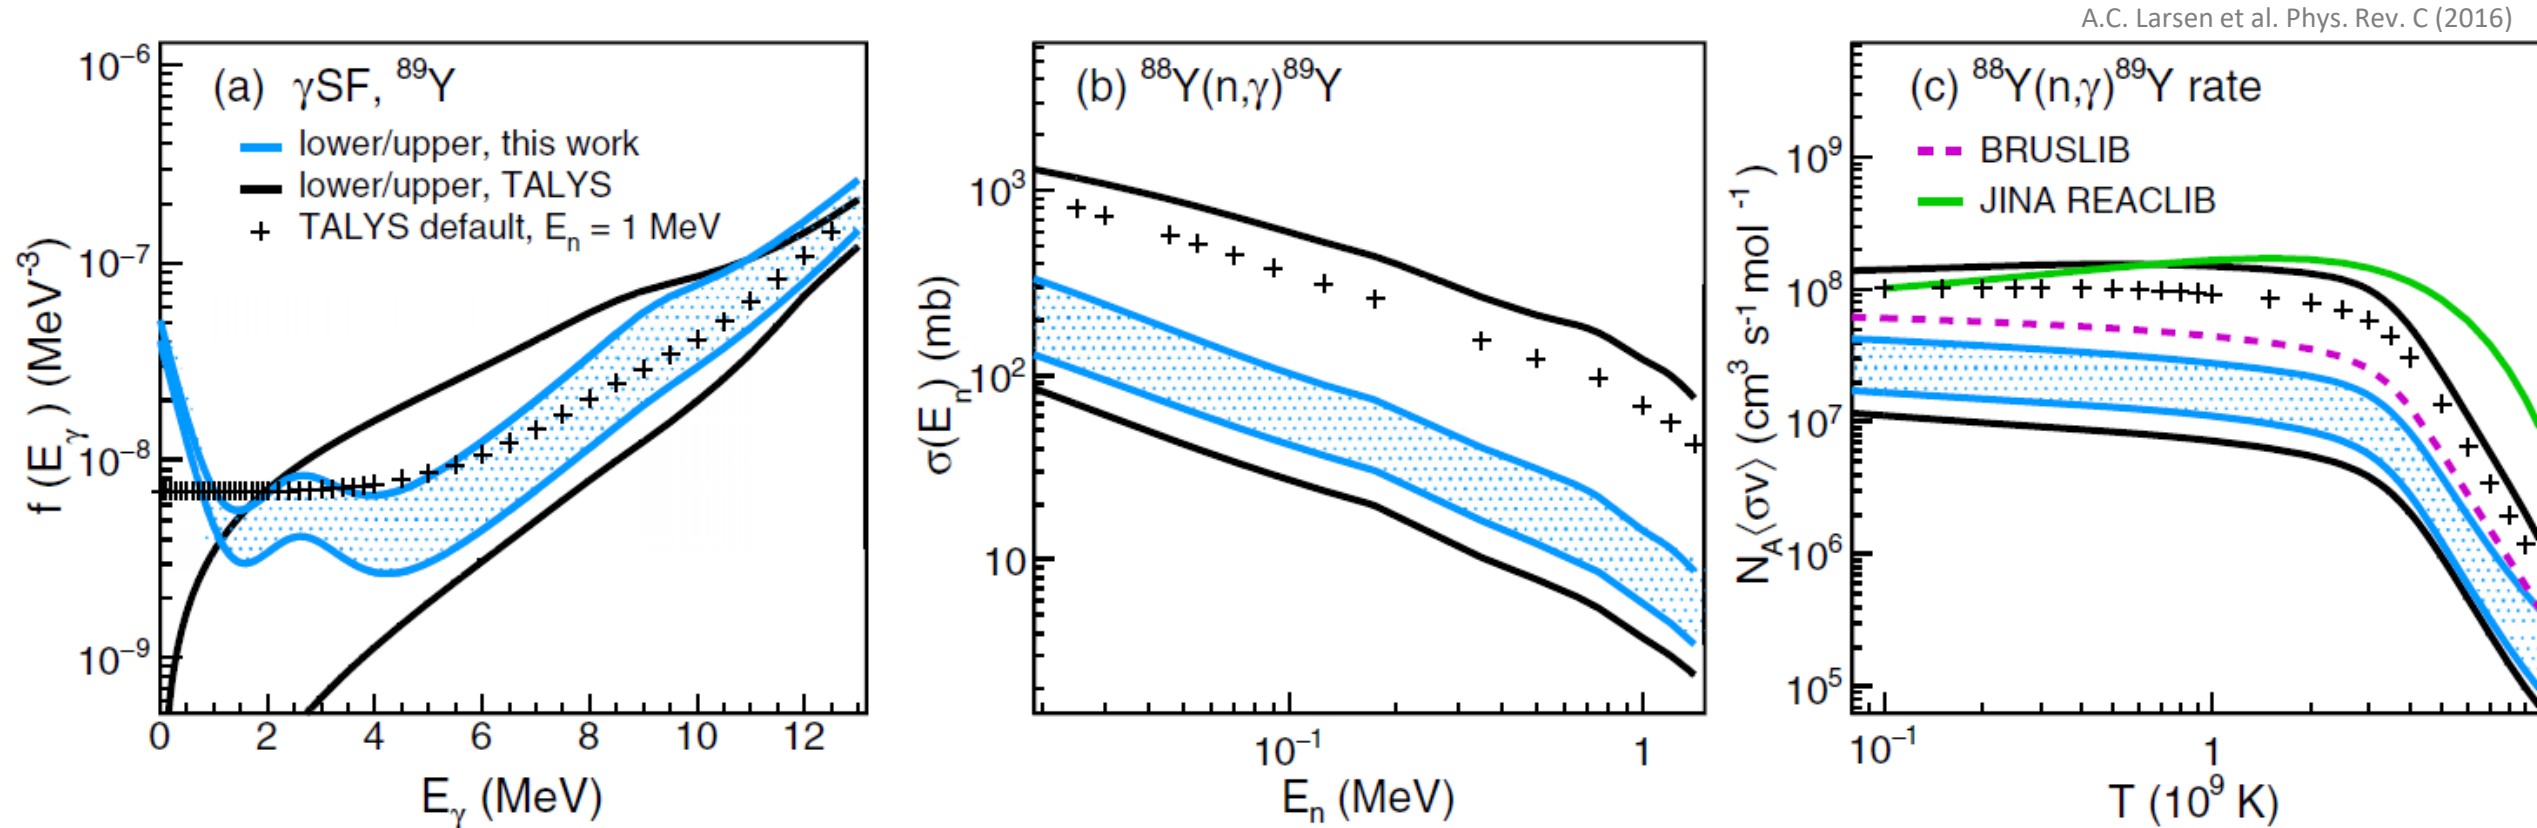 A.C. Larsen et al. Phys. Rev. C (2016)
(a) γSF, ⁸⁹Y
lower/upper, this work
lower/upper, TALYS
TALYS default, Eₙ = 1 MeV
f (E_γ) (MeV⁻³)
10⁻⁶
10⁻⁷
10⁻⁸
10⁻⁹
0 2 4 6 8 10 12
E_γ (MeV)
(b) ⁸⁸Y(n,γ)⁸⁹Y
σ(Eₙ) (mb)
10³
10²
10
10⁻¹ 1
Eₙ (MeV)
(c) ⁸⁸Y(n,γ)⁸⁹Y rate
BRUSLIB
JINA REACLIB
N_A⟨σv⟩ (cm³ s⁻¹ mol ⁻¹)
10⁹
10⁸
10⁷
10⁶
10⁵
10⁻¹ 1
T (10⁹ K)